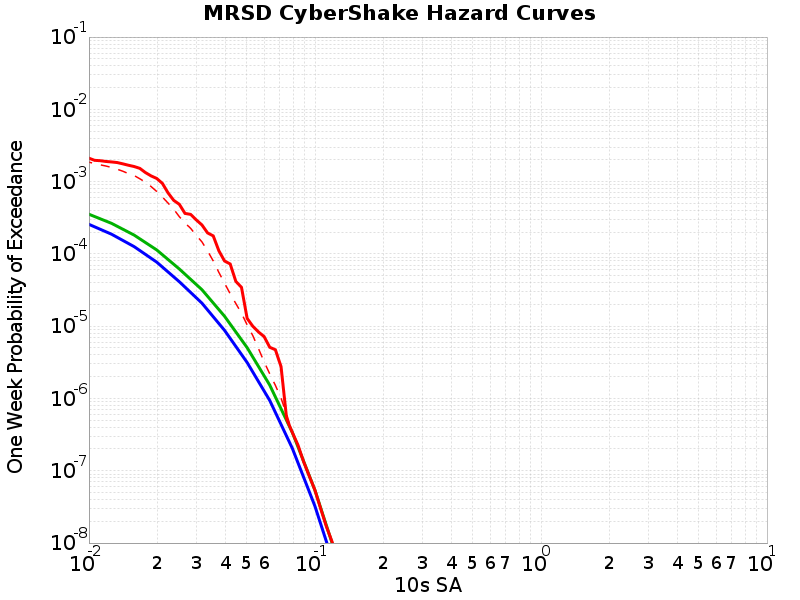 MRSD CyberShake Hazard Curves
One Week Probability of Exceedance
10-1
10-2
10-3
10-4
10-5
10-6
10-7
10-8
10-2 2 3 4 5 6 10-1 2 3 4 5 6 7 100 2 3 4 5 6 7 101
10s SA